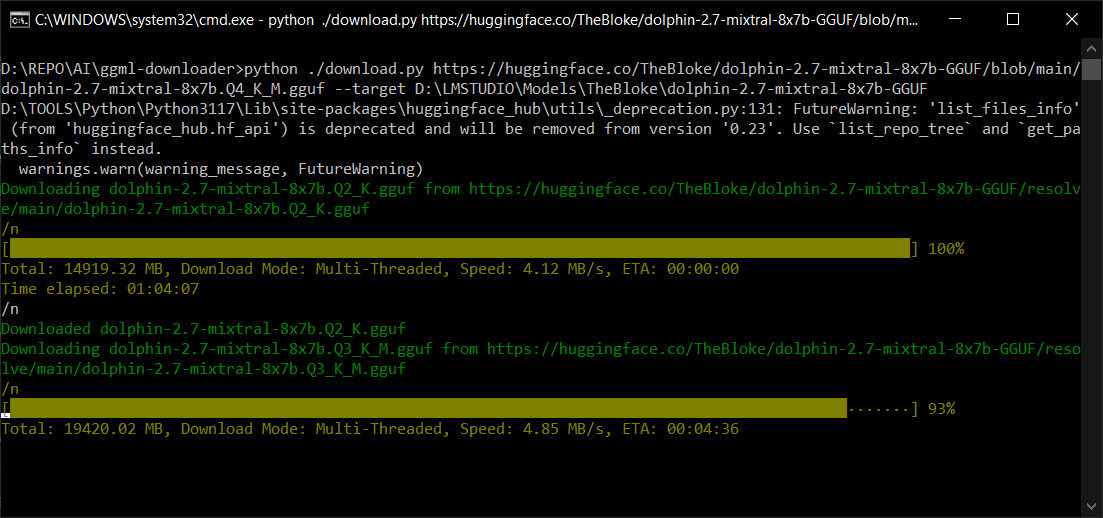 C:\WINDOWS\system32\cmd.exe - python ./download.py https://huggingface.co/TheBloke/dolphin-2.7-mixtral-8x7b-GGUF/blob/m...
D:\REPO\AI\ggml-downloader>python ./download.py https://huggingface.co/TheBloke/dolphin-2.7-mixtral-8x7b-GGUF/blob/main/
dolphin-2.7-mixtral-8x7b.Q4_K_M.gguf --target D:\LMSTUDIO\Models\TheBloke\dolphin-2.7-mixtral-8x7b-GGUF
D:\TOOLS\Python\Python3117\Lib\site-packages\huggingface_hub\utils\_deprecation.py:131: FutureWarning: 'list_files_info'
 (from 'huggingface_hub.hf_api') is deprecated and will be removed from version '0.23'. Use `list_repo_tree` and `get_pa
ths_info` instead.
  warnings.warn(warning_message, FutureWarning)
Downloading dolphin-2.7-mixtral-8x7b.Q2_K.gguf from https://huggingface.co/TheBloke/dolphin-2.7-mixtral-8x7b-GGUF/resolv
e/main/dolphin-2.7-mixtral-8x7b.Q2_K.gguf
/n
[] 100%
Total: 14919.32 MB, Download Mode: Multi-Threaded, Speed: 4.12 MB/s, ETA: 00:00:00
Time elapsed: 01:04:07
/n
Downloaded dolphin-2.7-mixtral-8x7b.Q2_K.gguf
Downloading dolphin-2.7-mixtral-8x7b.Q3_K_M.gguf from https://huggingface.co/TheBloke/dolphin-2.7-mixtral-8x7b-GGUF/reso
lve/main/dolphin-2.7-mixtral-8x7b.Q3_K_M.gguf
/n
[·······] 93%
Total: 19420.02 MB, Download Mode: Multi-Threaded, Speed: 4.85 MB/s, ETA: 00:04:36